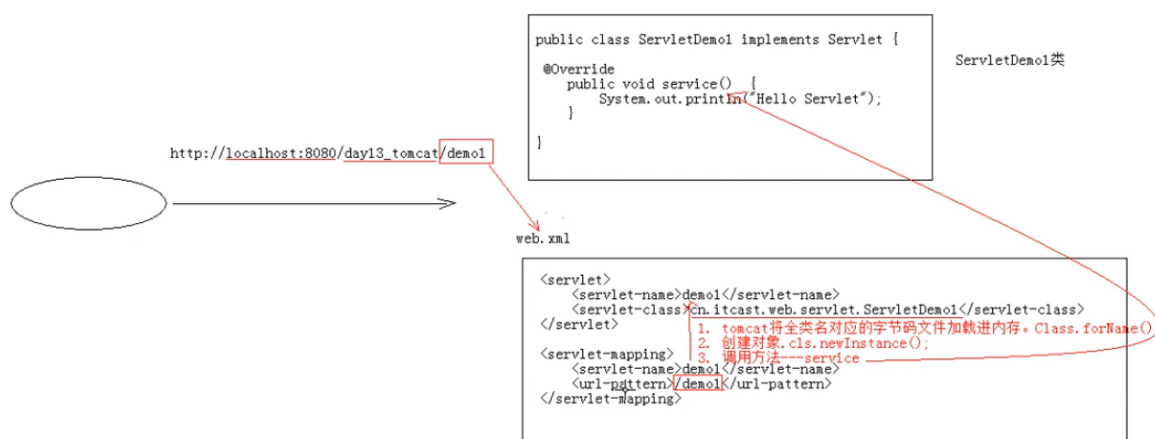 public class ServletDemo1 implements Servlet {
@Override
public void service() {
System.out.println("Hello Servlet");
}
}
ServletDemo1类
http://localhost:8080/day13_tomcat/demo1
web.xml
<servlet>
<servlet-name>demo1</servlet-name>
<servlet-class>cn.itcast.web.servlet.ServletDemo1</servlet-class>
</servlet>
1. tomcat将全类名对应的字节码文件加载进内存。Class.forName()
2. 创建对象.cls.newInstance();
3. 调用方法---service
<servlet-mapping>
<servlet-name>demo1</servlet-name>
<url-pattern>/demo1</url-pattern>
</servlet-mapping>